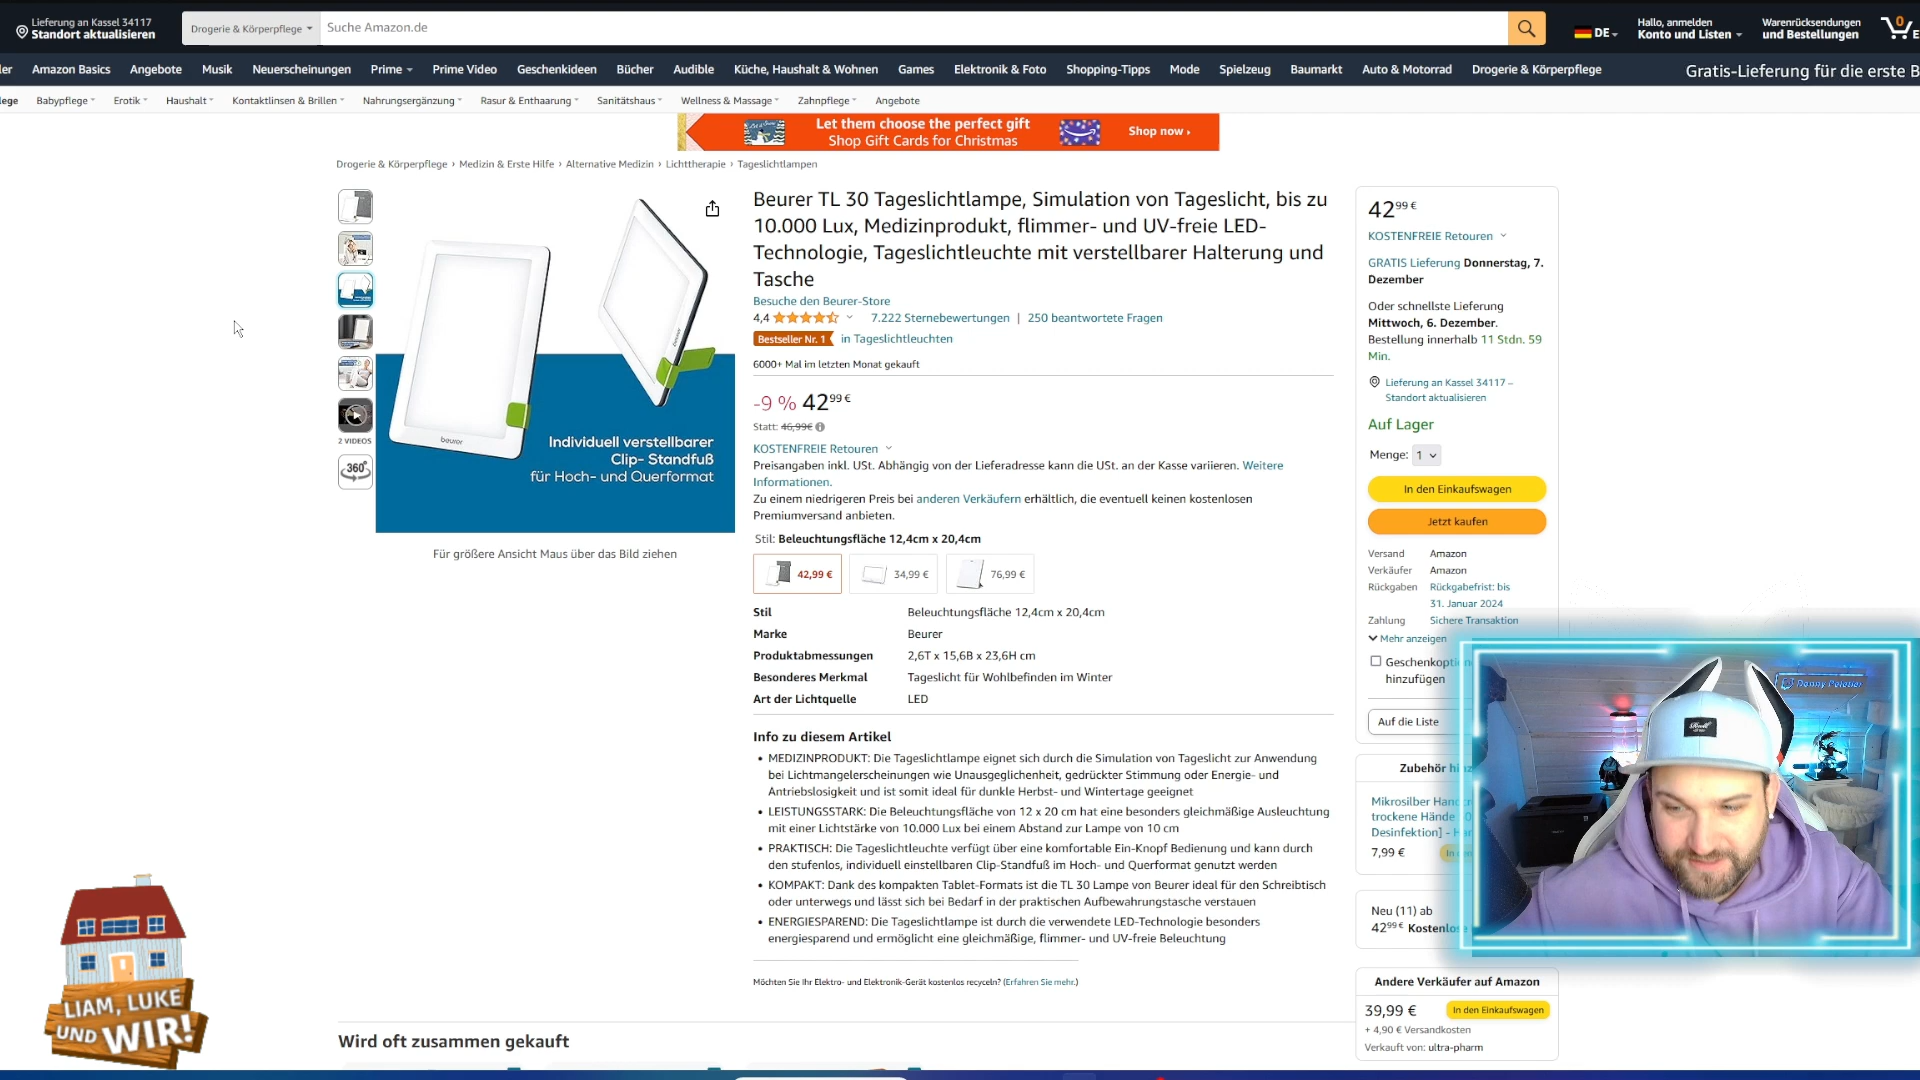 Lieferung an Kassel 34117
Standort aktualisieren
Drogerie & Körperpflege
Suche Amazon.de
DE
Hallo, anmelden
Konto und Listen
Warenrücksendungen
und Bestellungen
0
E
ler
Amazon Basics
Angebote
Musik
Neuerscheinungen
Prime
Prime Video
Geschenkideen
Bücher
Audible
Küche, Haushalt & Wohnen
Games
Elektronik & Foto
Shopping-Tipps
Mode
Spielzeug
Baumarkt
Auto & Motorrad
Drogerie & Körperpflege
Gratis-Lieferung für die erste B
lege
Babypflege
Erotik
Haushalt
Kontaktlinsen & Brillen
Nahrungsergänzung
Rasur & Enthaarung
Sanitätshaus
Wellness & Massage
Zahnpflege
Angebote
Let them choose the perfect gift
Shop Gift Cards for Christmas
Shop now ›
Drogerie & Körperpflege › Medizin & Erste Hilfe › Alternative Medizin › Lichttherapie › Tageslichtlampen
beurer
beurer
Individuell verstellbarer
Clip- Standfuß
für Hoch- und Querformat
2 VIDEOS
360°
Für größere Ansicht Maus über das Bild ziehen
Beurer TL 30 Tageslichtlampe, Simulation von Tageslicht, bis zu
10.000 Lux, Medizinprodukt, flimmer- und UV-freie LED-
Technologie, Tageslichtleuchte mit verstellbarer Halterung und
Tasche
Besuche den Beurer-Store
4,4
7.222 Sternebewertungen | 250 beantwortete Fragen
Bestseller Nr. 1 in Tageslichtleuchten
6000+ Mal im letzten Monat gekauft
-9 % 42,99 €
Statt: 46,99€
KOSTENFREIE Retouren
Preisangaben inkl. USt. Abhängig von der Lieferadresse kann die USt. an der Kasse variieren. Weitere
Informationen.
Zu einem niedrigeren Preis bei anderen Verkäufern erhältlich, die eventuell keinen kostenlosen
Premiumversand anbieten.
Stil: Beleuchtungsfläche 12,4cm x 20,4cm
42,99 €
34,99 €
76,99 €
Stil Beleuchtungsfläche 12,4cm x 20,4cm
Marke Beurer
Produktabmessungen 2,6T x 15,6B x 23,6H cm
Besonderes Merkmal Tageslicht für Wohlbefinden im Winter
Art der Lichtquelle LED
Info zu diesem Artikel
• MEDIZINPRODUKT: Die Tageslichtlampe eignet sich durch die Simulation von Tageslicht zur Anwendung
bei Lichtmangelerscheinungen wie Unausgeglichenheit, gedrückter Stimmung oder Energie- und
Antriebslosigkeit und ist somit ideal für dunkle Herbst- und Wintertage geeignet
• LEISTUNGSSTARK: Die Beleuchtungsfläche von 12 x 20 cm hat eine besonders gleichmäßige Ausleuchtung
mit einer Lichtstärke von 10.000 Lux bei einem Abstand zur Lampe von 10 cm
• PRAKTISCH: Die Tageslichtleuchte verfügt über eine komfortable Ein-Knopf Bedienung und kann durch
den stufenlos, individuell einstellbaren Clip-Standfuß im Hoch- und Querformat genutzt werden
• KOMPAKT: Dank des kompakten Tablet-Formats ist die TL 30 Lampe von Beurer ideal für den Schreibtisch
oder unterwegs und lässt sich bei Bedarf in der praktischen Aufbewahrungstasche verstauen
• ENERGIESPAREND: Die Tageslichtlampe ist durch die verwendete LED-Technologie besonders
energiesparend und ermöglicht eine gleichmäßige, flimmer- und UV-freie Beleuchtung
Möchten Sie Ihr Elektro- und Elektronik-Gerät kostenlos recyceln? (Erfahren Sie mehr.)
Wird oft zusammen gekauft
42,99 €
KOSTENFREIE Retouren
GRATIS Lieferung Donnerstag, 7.
Dezember
Oder schnellste Lieferung
Mittwoch, 6. Dezember.
Bestellung innerhalb 11 Stdn. 59
Min.
Lieferung an Kassel 34117 –
Standort aktualisieren
Auf Lager
Menge: 1
In den Einkaufswagen
Jetzt kaufen
Versand Amazon
Verkäufer Amazon
Rückgaben Rückgabefrist: bis
31. Januar 2024
Zahlung Sichere Transaktion
Mehr anzeigen
Geschenkoptio
hinzufügen
Auf die Liste
Zubehör hinz
Mikrosilber Handcr
trockene Hände
Desinfektion] - Ha
7,99 €
In
Neu (11) ab
42,99 € Kostenlos
Andere Verkäufer auf Amazon
39,99 €
In den Einkaufswagen
+ 4,90 € Versandkosten
Verkauft von: ultra-pharm
LIAM, LUKE
UND WIR!